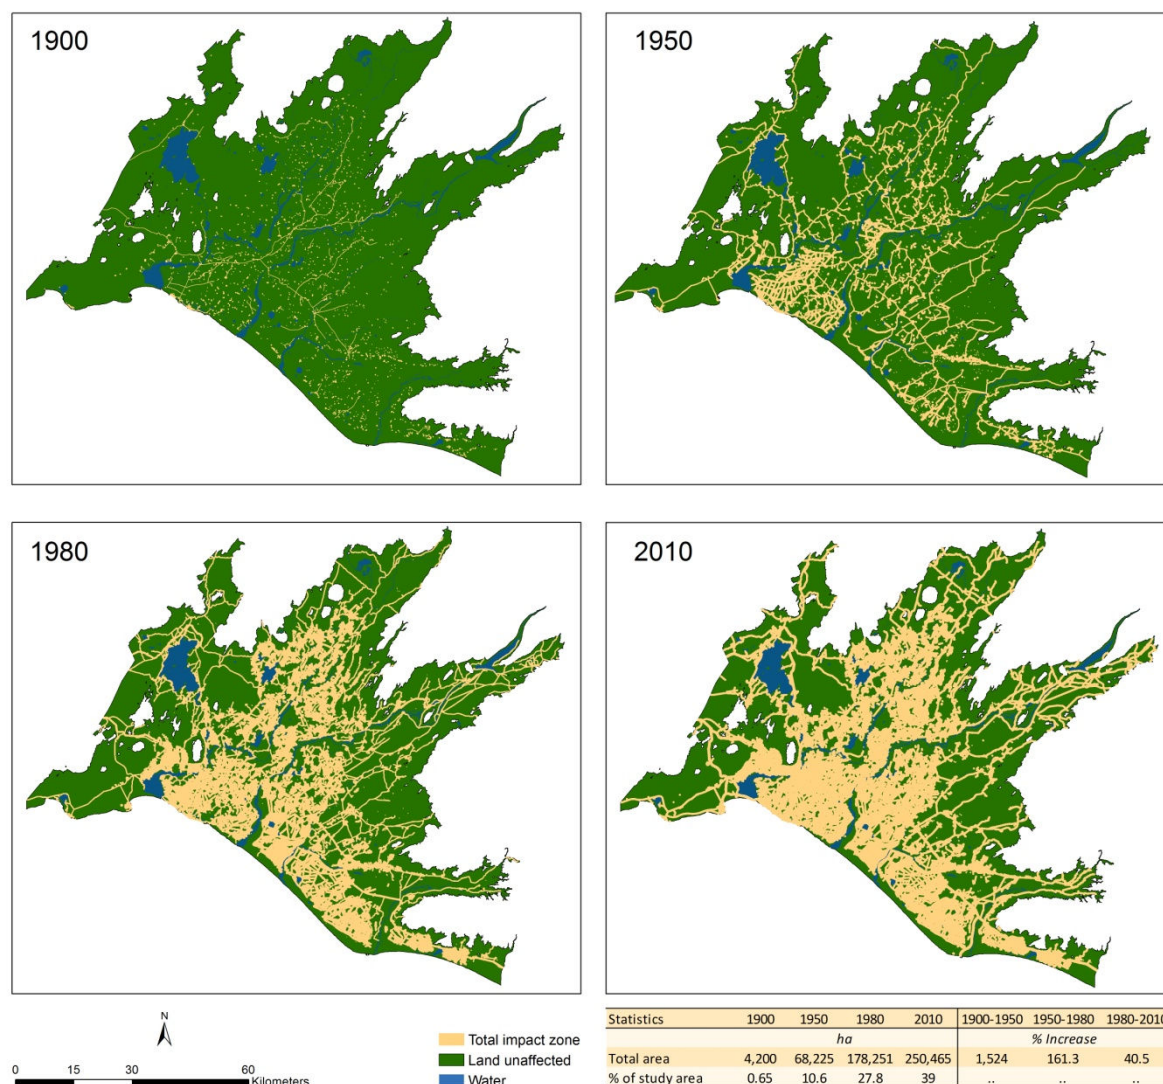 1900
1950
1980
2010
N
0 15 30 60
Kilometers
Total impact zone
Land unaffected
Water
Statistics 1900 1950 1980 2010 1900-1950 1950-1980 1980-2010
ha % Increase
Total area 4,200 68,225 178,251 250,465 1,524 161.3 40.5
% of study area 0.65 10.6 27.8 39 .. .. ..